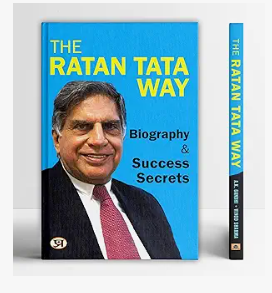 THE
RATAN TATA
WAY
Biography
&
Success
Secrets
प्र
THE
RATAN TATA
WAY